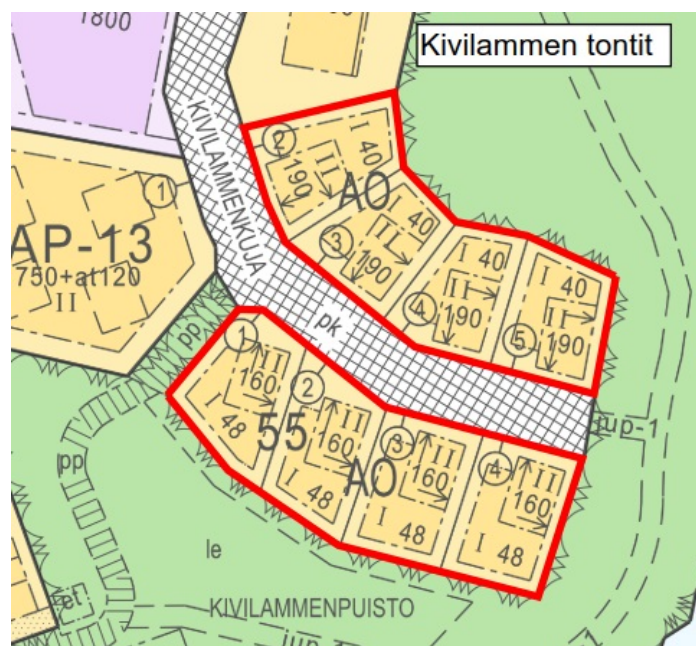 1800
Kivilammen tontit
KIVILAMMENKUJA
2
I 40
II
190
AO
1
AP-13
750+at120
II
3
I 40
II
190
4
I 40
II
190
5
I 40
II
190
pk
pp
1
II
160
I 48
2
II
160
I 48
55
AO
3
II
160
I 48
4
II
160
I 48
jup-1
pp
le
et
KIVILAMMENPUISTO